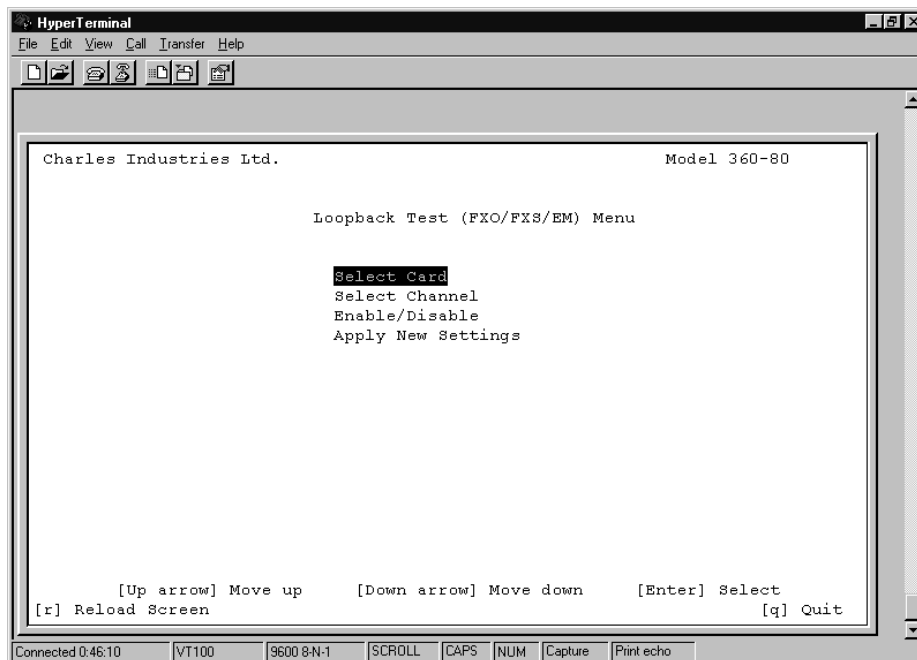 HyperTerminal
File Edit View Call Transfer Help
Charles Industries Ltd. Model 360-80
Loopback Test (FXO/FXS/EM) Menu
Select Card
Select Channel
Enable/Disable
Apply New Settings
[Up arrow] Move up [Down arrow] Move down [Enter] Select
[r] Reload Screen [q] Quit
Connected 0:46:10 VT100 9600 8-N-1 SCROLL CAPS NUM Capture Print echo